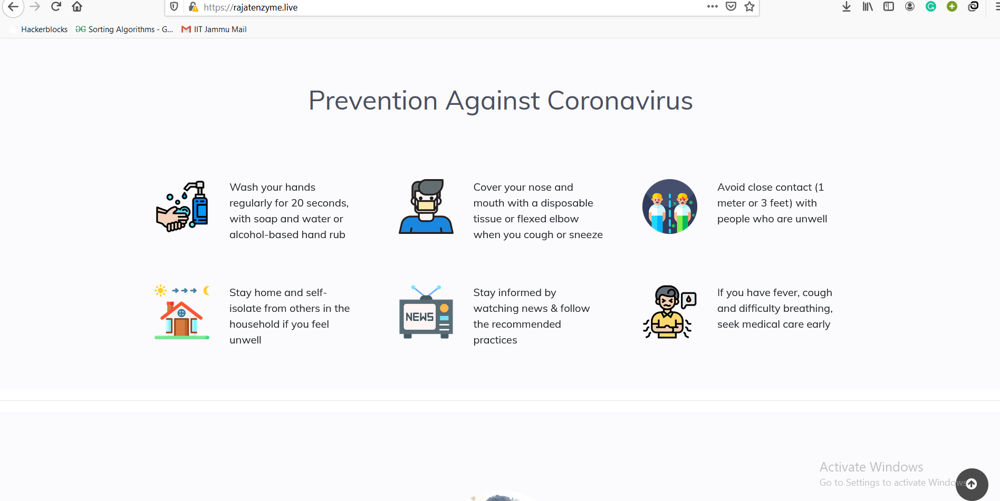 https://rajatenzyme.live
Hackerblocks
GG Sorting Algorithms - G...
IIT Jammu Mail
Prevention Against Coronavirus
Wash your hands
regularly for 20 seconds,
with soap and water or
alcohol-based hand rub
Cover your nose and
mouth with a disposable
tissue or flexed elbow
when you cough or sneeze
Avoid close contact (1
meter or 3 feet) with
people who are unwell
Stay home and self-
isolate from others in the
household if you feel
unwell
NEWS
Stay informed by
watching news & follow
the recommended
practices
If you have fever, cough
and difficulty breathing,
seek medical care early
Activate Windows
Go to Settings to activate Windows